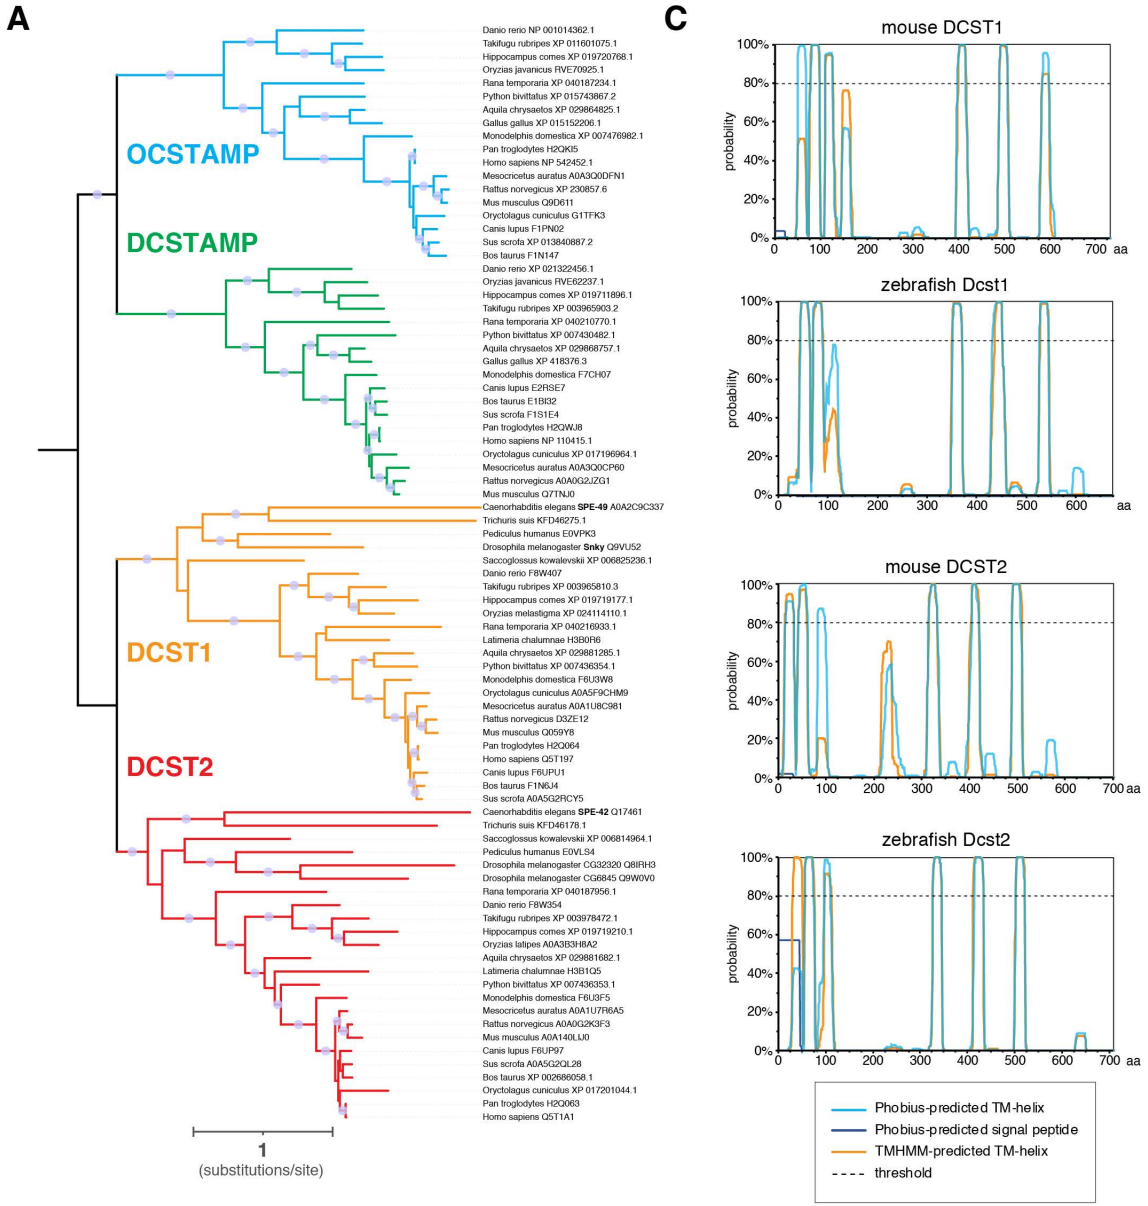 A
Danio rerio NP 001014362.1
Takifugu rubripes XP 011601075.1
Hippocampus comes XP 019720768.1
Oryzias javanicus RVE70925.1
Rana temporaria XP 040187234.1
Python bivittatus XP 015743867.2
Aquila chrysaetos XP 029864825.1
Gallus gallus XP 015152206.1
Monodelphis domestica XP 007476982.1
Pan troglodytes H2QKI5
Homo sapiens NP 542452.1
Mesocricetus auratus A0A3Q0DFN1
Rattus norvegicus XP 230857.6
Mus musculus Q9D611
Oryctolagus cuniculus G1TFK3
Canis lupus F1PN02
Sus scrofa XP 013840887.2
Bos taurus F1N147
OCSTAMP
DCSTAMP
Danio rerio XP 021322456.1
Oryzias javanicus RVE62237.1
Hippocampus comes XP 019711896.1
Takifugu rubripes XP 003965903.2
Rana temporaria XP 040210770.1
Python bivittatus XP 007430482.1
Aquila chrysaetos XP 029868757.1
Gallus gallus XP 418376.3
Monodelphis domestica F7CH07
Canis lupus E2RSE7
Bos taurus E1BI32
Sus scrofa F1S1E4
Pan troglodytes H2QWJ8
Homo sapiens NP 110415.1
Oryctolagus cuniculus XP 017196964.1
Mesocricetus auratus A0A3Q0CP60
Rattus norvegicus A0A0G2JZG1
Mus musculus Q7TNJ0
Caenorhabditis elegans SPE-49 A0A2C9C337
Trichuris suis KFD46275.1
Pediculus humanus E0VPK3
Drosophila melanogaster Snky Q9VU52
Saccoglossus kowalevskii XP 006825236.1
Danio rerio F8W407
Takifugu rubripes XP 003965810.3
Hippocampus comes XP 019719177.1
Oryzias melastigma XP 024114110.1
Rana temporaria XP 040216933.1
Latimeria chalumnae H3B0R6
Aquila chrysaetos XP 029881285.1
Python bivittatus XP 007436354.1
Monodelphis domestica F6U3W8
Oryctolagus cuniculus A0A5F9CHM9
Mesocricetus auratus A0A1U8C981
Rattus norvegicus D3ZE12
Mus musculus Q059Y8
Pan troglodytes H2Q064
Homo sapiens Q5T197
Canis lupus F6UPU1
Bos taurus F1N6J4
Sus scrofa A0A5G2RCY5
DCST1
DCST2
Caenorhabditis elegans SPE-42 Q17461
Trichuris suis KFD46178.1
Saccoglossus kowalevskii XP 006814964.1
Pediculus humanus E0VLS4
Drosophila melanogaster CG32320 Q8IRH3
Drosophila melanogaster CG6845 Q9W0V0
Rana temporaria XP 040187956.1
Danio rerio F8W354
Takifugu rubripes XP 003978472.1
Hippocampus comes XP 019719210.1
Oryzias latipes A0A3B3H8A2
Aquila chrysaetos XP 029881682.1
Latimeria chalumnae H3B1Q5
Python bivittatus XP 007436353.1
Monodelphis domestica F6U3F5
Mesocricetus auratus A0A1U7R6A5
Rattus norvegicus A0A0G2K3F3
Mus musculus A0A140LIJ0
Canis lupus F6UP97
Sus scrofa A0A5G2QL28
Bos taurus XP 002686058.1
Oryctolagus cuniculus XP 017201044.1
Pan troglodytes H2Q063
Homo sapiens Q5T1A1
1
(substitutions/site)
C
mouse DCST1
100%
80%
60%
40%
20%
0%
probability
0 100 200 300 400 500 600 700 aa
zebrafish Dcst1
100%
80%
60%
40%
20%
0%
probability
0 100 200 300 400 500 600 aa
mouse DCST2
100%
80%
60%
40%
20%
0%
probability
0 100 200 300 400 500 600 700 aa
zebrafish Dcst2
100%
80%
60%
40%
20%
0%
probability
0 100 200 300 400 500 600 700 aa
Phobius-predicted TM-helix
Phobius-predicted signal peptide
TMHMM-predicted TM-helix
threshold